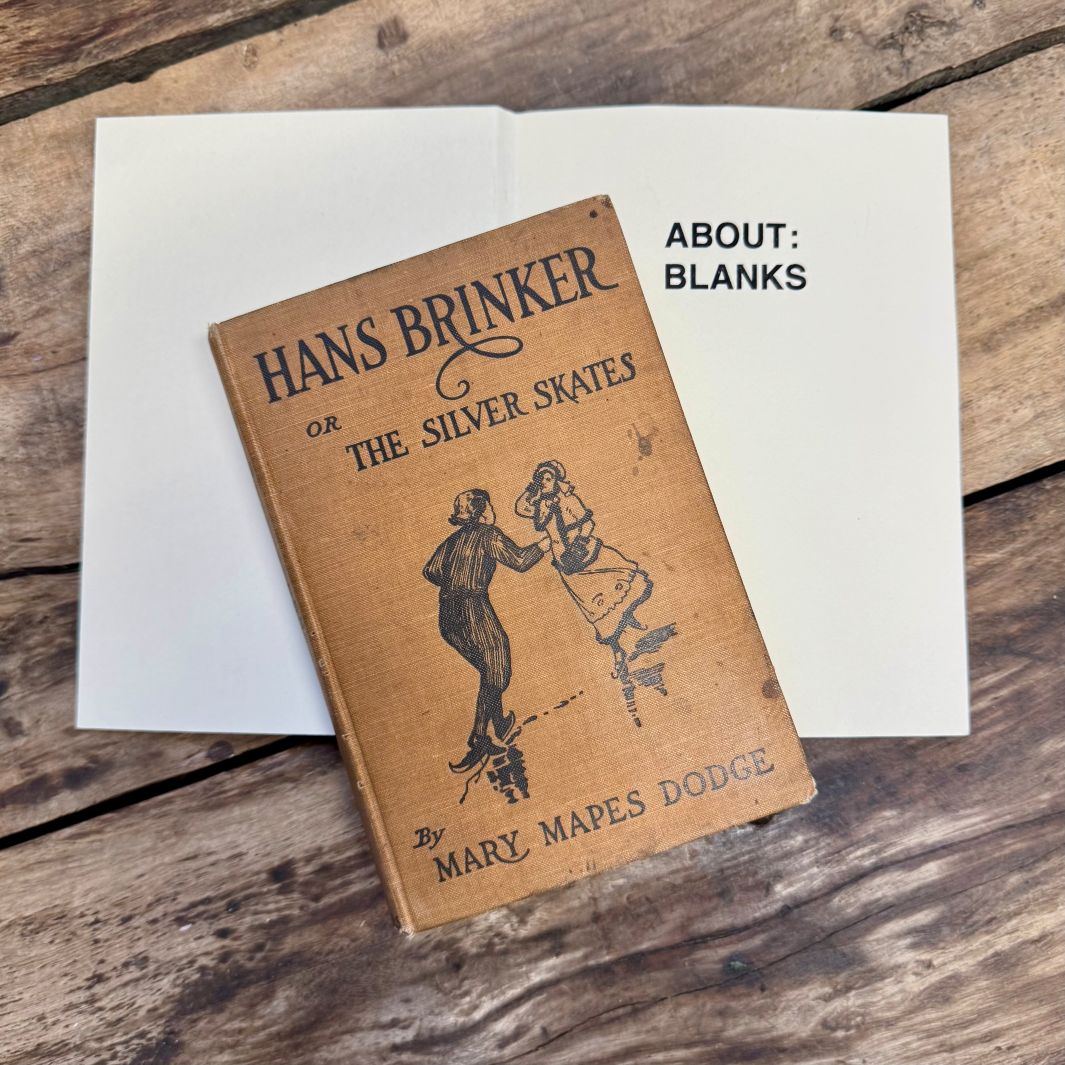 ABOUT:
BLANKS
HANS BRINKER
OR
THE SILVER SKATES
By
MARY MAPES DODGE